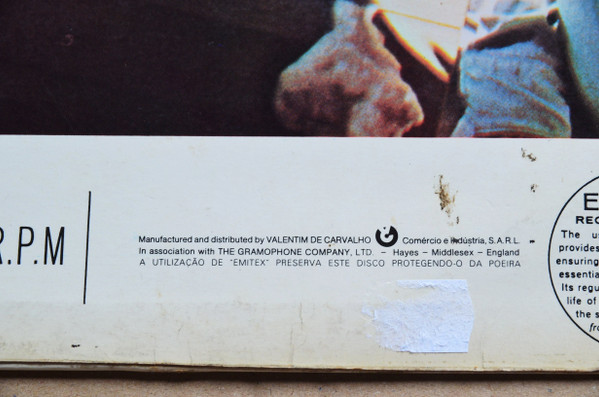 R.P.M
Manufactured and distributed by VALENTIM DE CARVALHO Comércio e Indústria, S.A.R.L.
In association with THE GRAMOPHONE COMPANY, LTD. – Hayes – Middlesex – England
A UTILIZAÇÃO DE "EMITEX" PRESERVA ESTE DISCO PROTEGENDO-O DA POEIRA
E
REC
The us
provides
ensuring
essentia
Its regu
life of
the s
fro